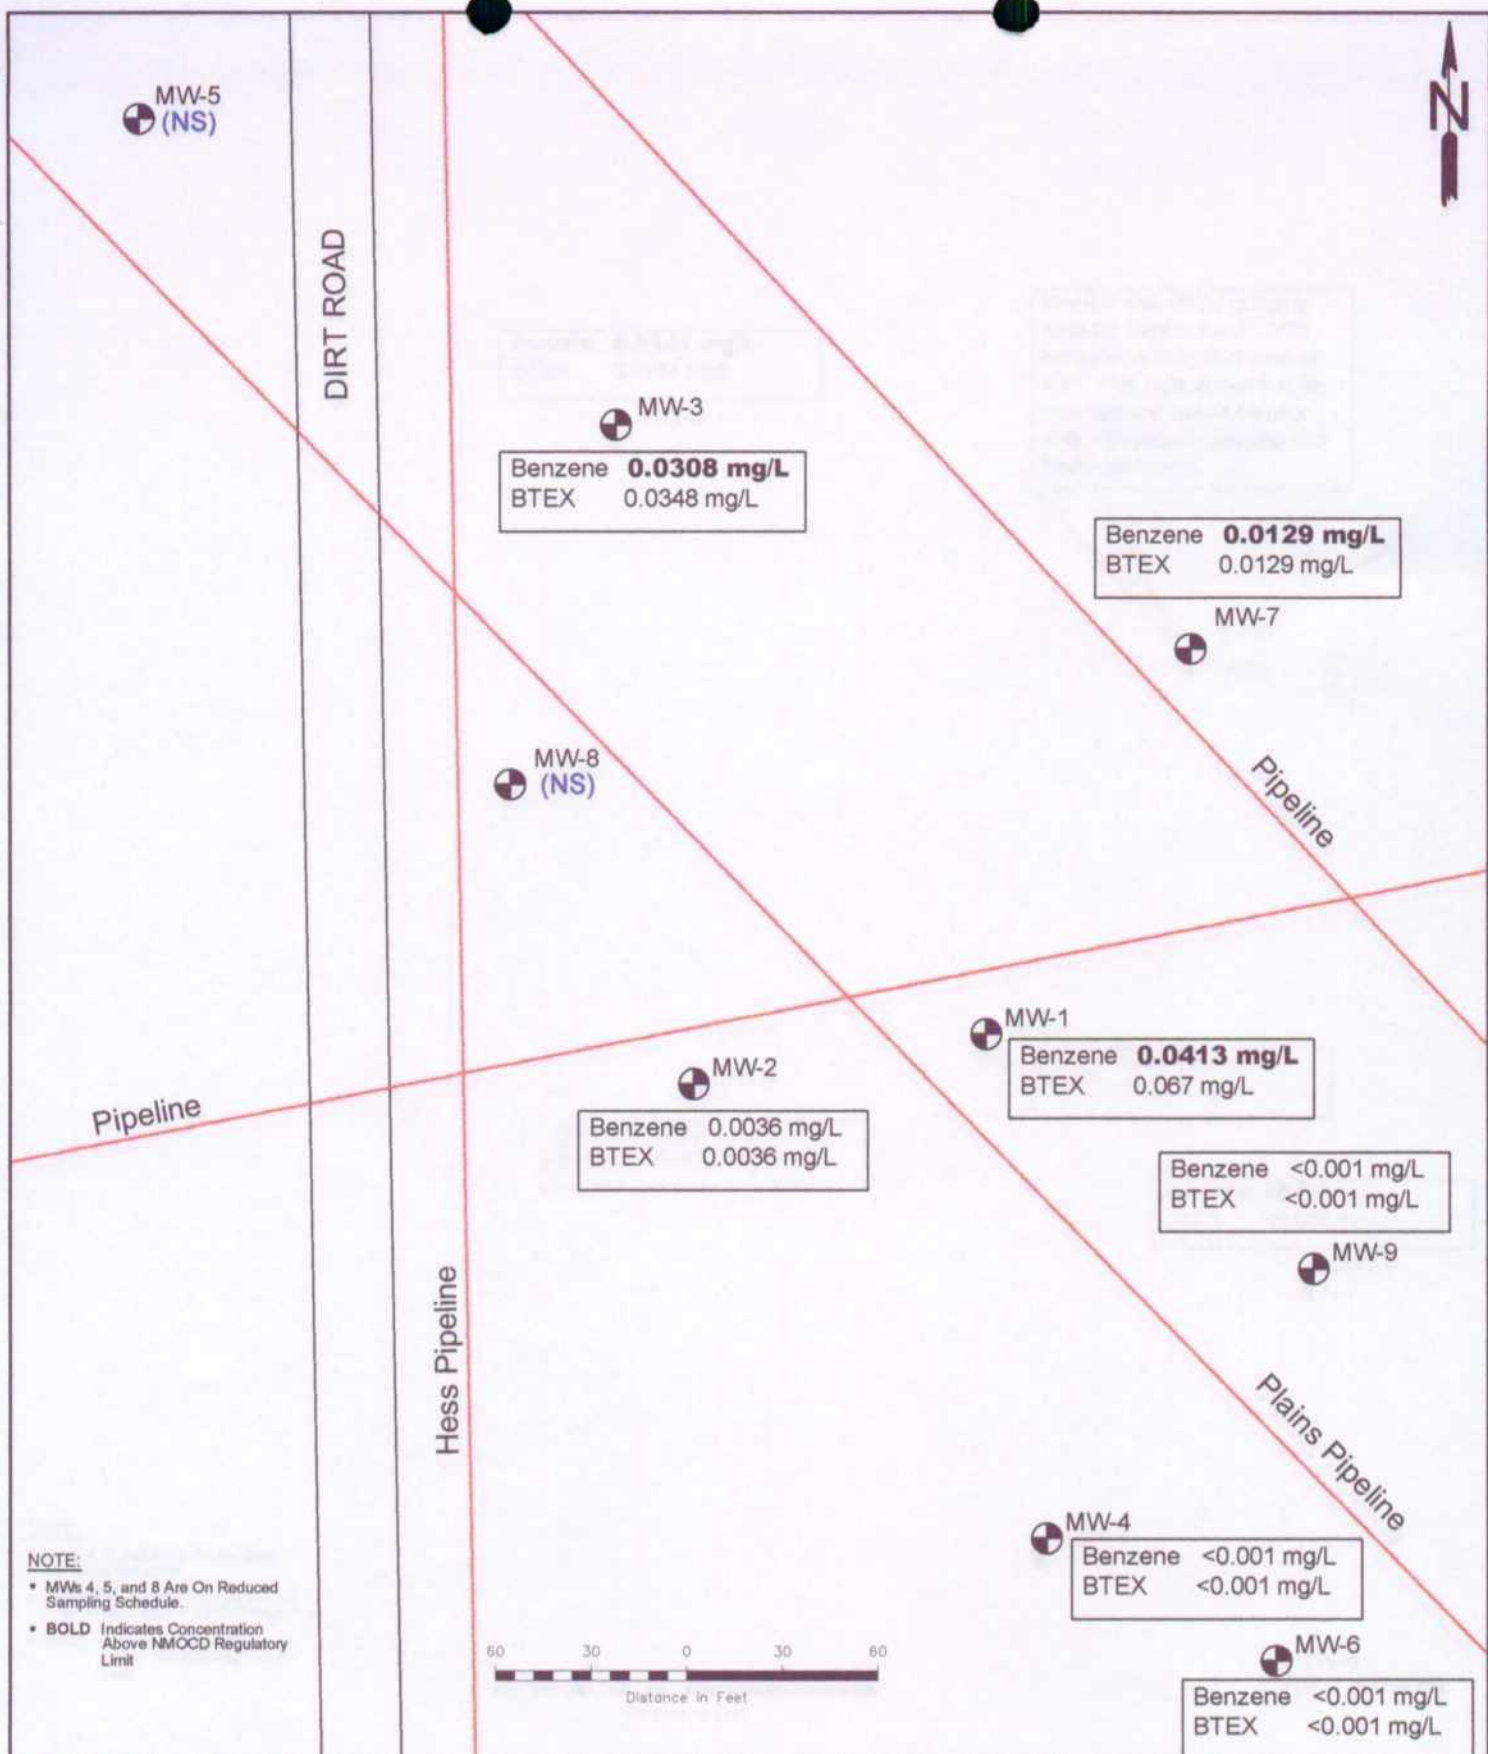 MW-5
(NS)
N
DIRT ROAD
MW-3
Benzene 0.0308 mg/L
BTEX 0.0348 mg/L
Benzene 0.0129 mg/L
BTEX 0.0129 mg/L
MW-7
MW-8
(NS)
Pipeline
MW-1
Benzene 0.0413 mg/L
BTEX 0.067 mg/L
MW-2
Benzene 0.0036 mg/L
BTEX 0.0036 mg/L
Pipeline
Benzene <0.001 mg/L
BTEX <0.001 mg/L
MW-9
Hess Pipeline
Plains Pipeline
MW-4
Benzene <0.001 mg/L
BTEX <0.001 mg/L
MW-6
Benzene <0.001 mg/L
BTEX <0.001 mg/L
NOTE:
• MWs 4, 5, and 8 Are On Reduced
Sampling Schedule.
• BOLD Indicates Concentration
Above NMOCD Regulatory
Limit
60 30 0 30 60
Distance in Feet